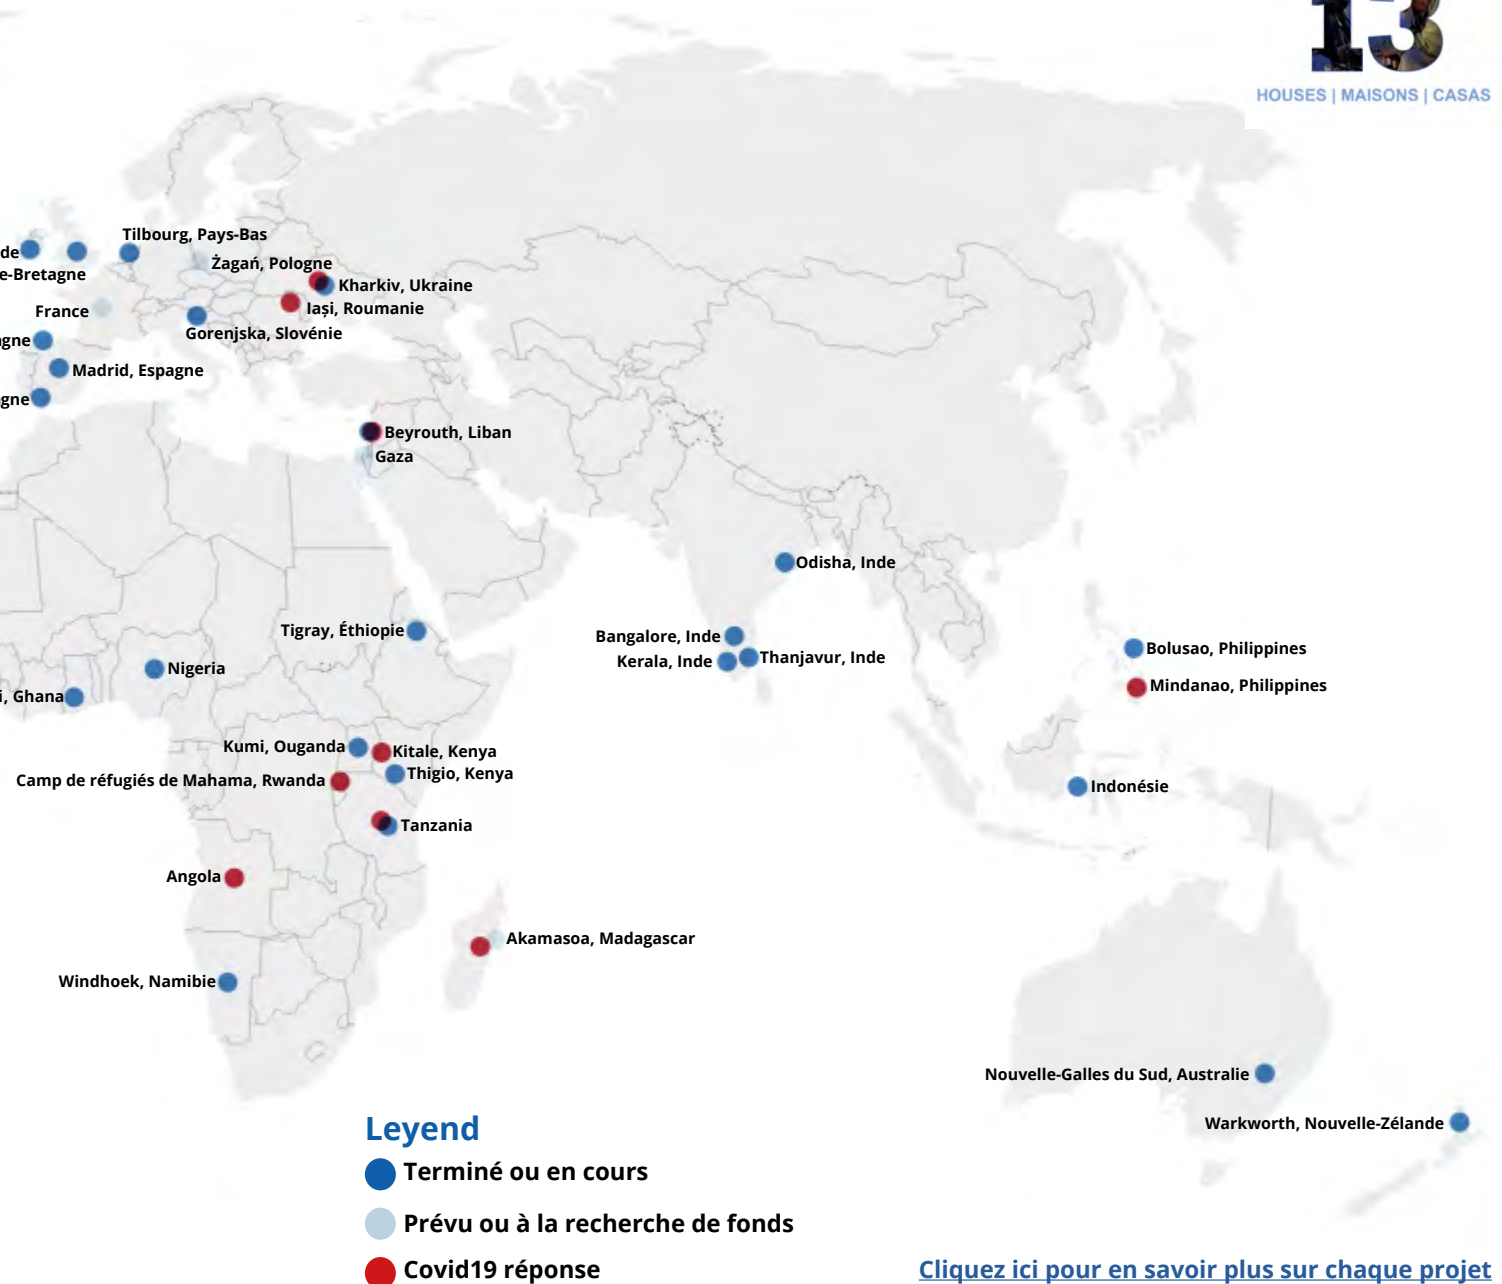 13
HOUSES | MAISONS | CASAS
Tilbourg, Pays-Bas
de
e-Bretagne
Żagań, Pologne
Kharkiv, Ukraine
Iași, Roumanie
France
Gorenjska, Slovénie
gne
Madrid, Espagne
gne
Beyrouth, Liban
Gaza
Odisha, Inde
Tigray, Éthiopie
Bangalore, Inde
Kerala, Inde
Thanjavur, Inde
Bolusao, Philippines
Nigeria
Mindanao, Philippines
i, Ghana
Kumi, Ouganda
Kitale, Kenya
Thigio, Kenya
Camp de réfugiés de Mahama, Rwanda
Indonésie
Tanzania
Angola
Akamasoa, Madagascar
Windhoek, Namibie
Nouvelle-Galles du Sud, Australie
Warkworth, Nouvelle-Zélande
Leyend
Terminé ou en cours
Prévu ou à la recherche de fonds
Covid19 réponse
Cliquez ici pour en savoir plus sur chaque projet